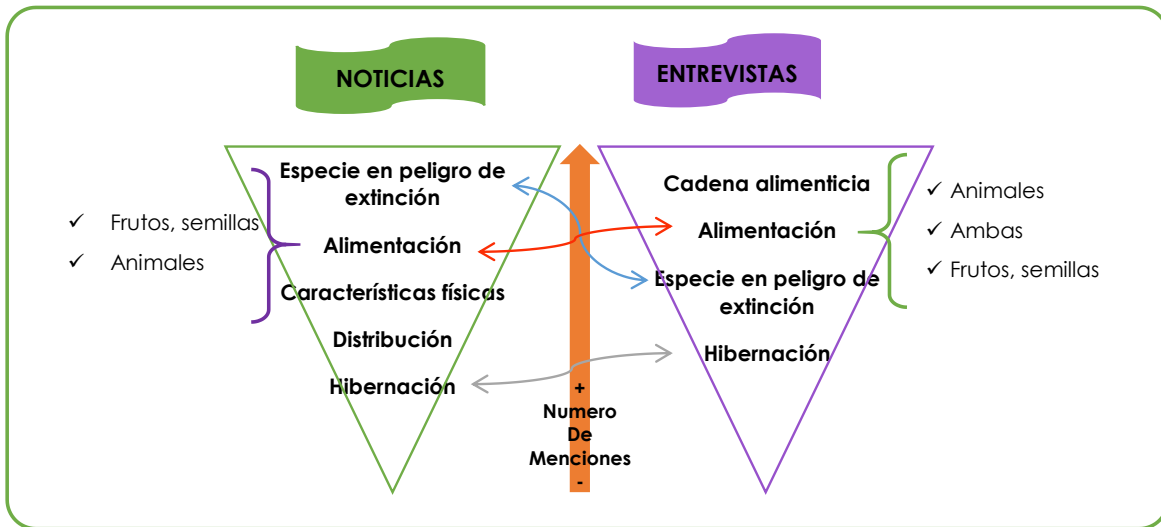 NOTICIAS
ENTREVISTAS
Especie en peligro de
extinción
Alimentación
Características físicas
Distribución
Hibernación
✓ Frutos, semillas
✓ Animales
+
Numero
De
Menciones
-
Cadena alimenticia
Alimentación
Especie en peligro de
extinción
Hibernación
✓ Animales
✓ Ambas
✓ Frutos, semillas